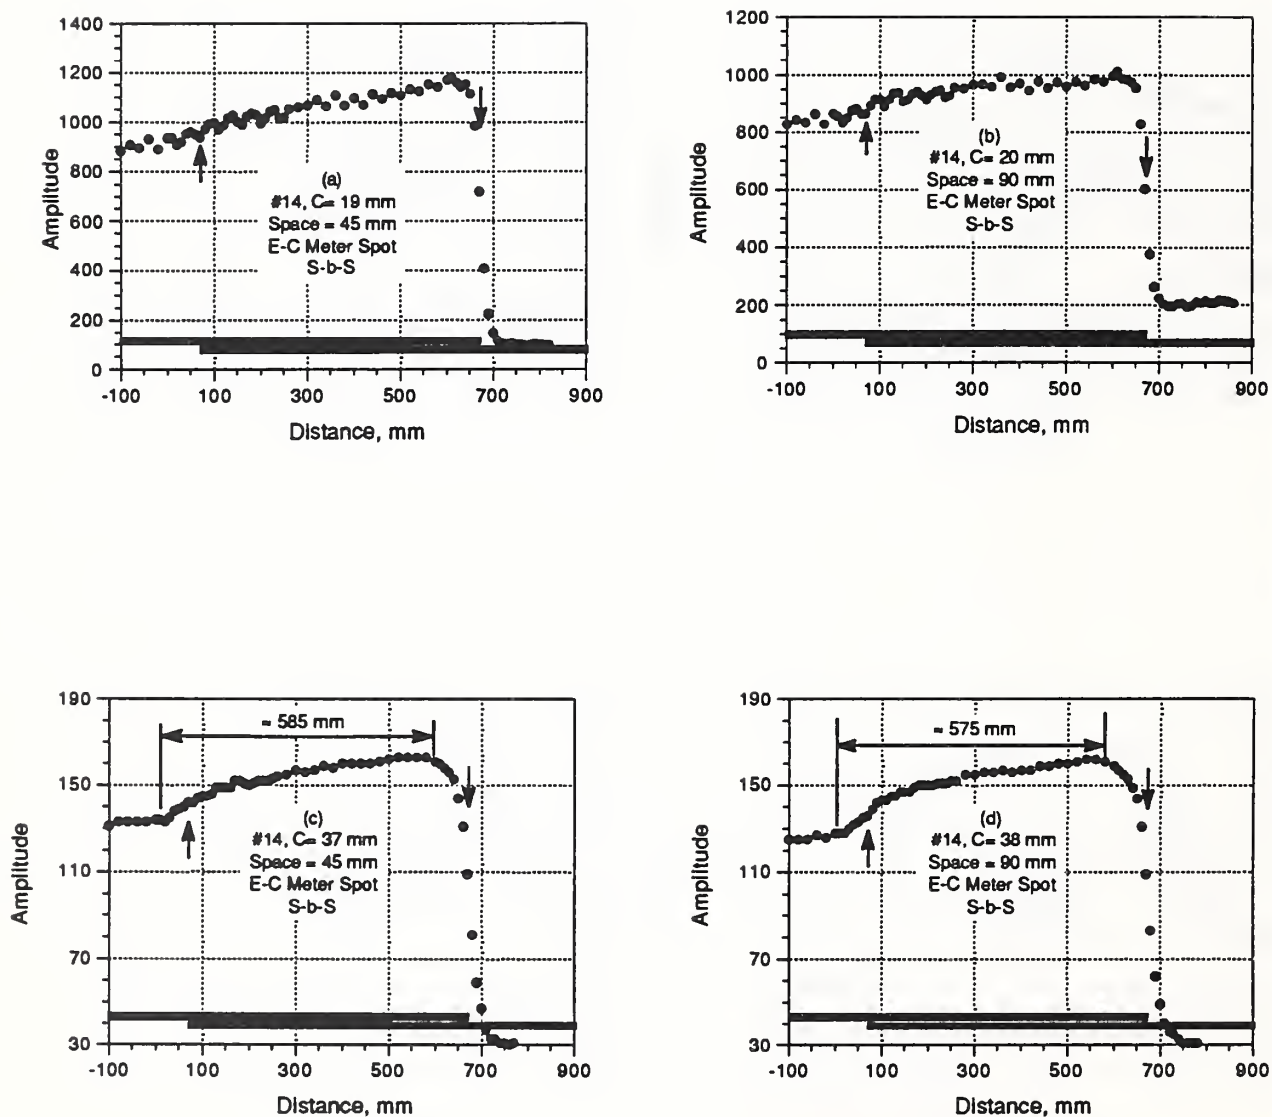 1400
1200
1000
800
600
400
200
0
Amplitude
(a)
#14, C= 19 mm
Space = 45 mm
E-C Meter Spot
S-b-S
-100 100 300 500 700 900
Distance, mm
1200
1000
800
600
400
200
0
Amplitude
(b)
#14, C= 20 mm
Space = 90 mm
E-C Meter Spot
S-b-S
-100 100 300 500 700 900
Distance, mm
190
150
110
70
30
Amplitude
≈ 585 mm
(c)
#14, C= 37 mm
Space = 45 mm
E-C Meter Spot
S-b-S
-100 100 300 500 700 900
Distance, mm
190
150
110
70
30
Amplitude
≈ 575 mm
(d)
#14, C= 38 mm
Space = 90 mm
E-C Meter Spot
S-b-S
-100 100 300 500 700 900
Distance, mm